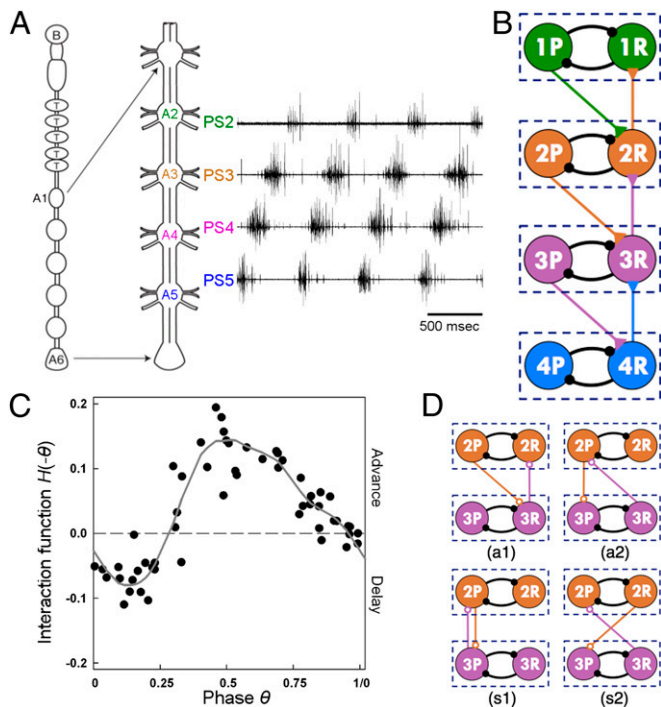 A
B
T
T
T
T
T
A1
A6
A2
A3
A4
A5
PS2
PS3
PS4
PS5
500 msec
B
1P 1R
2P 2R
3P 3R
4P 4R
C
Interaction function H(-θ)
0.2
0.1
0.0
-0.1
-0.2
0 0.25 0.5 0.75 1/0
Phase θ
Advance
Delay
D
2P 2R 2P 2R
3P 3R 3P 3R
(a1) (a2)
2P 2R 2P 2R
3P 3R 3P 3R
(s1) (s2)